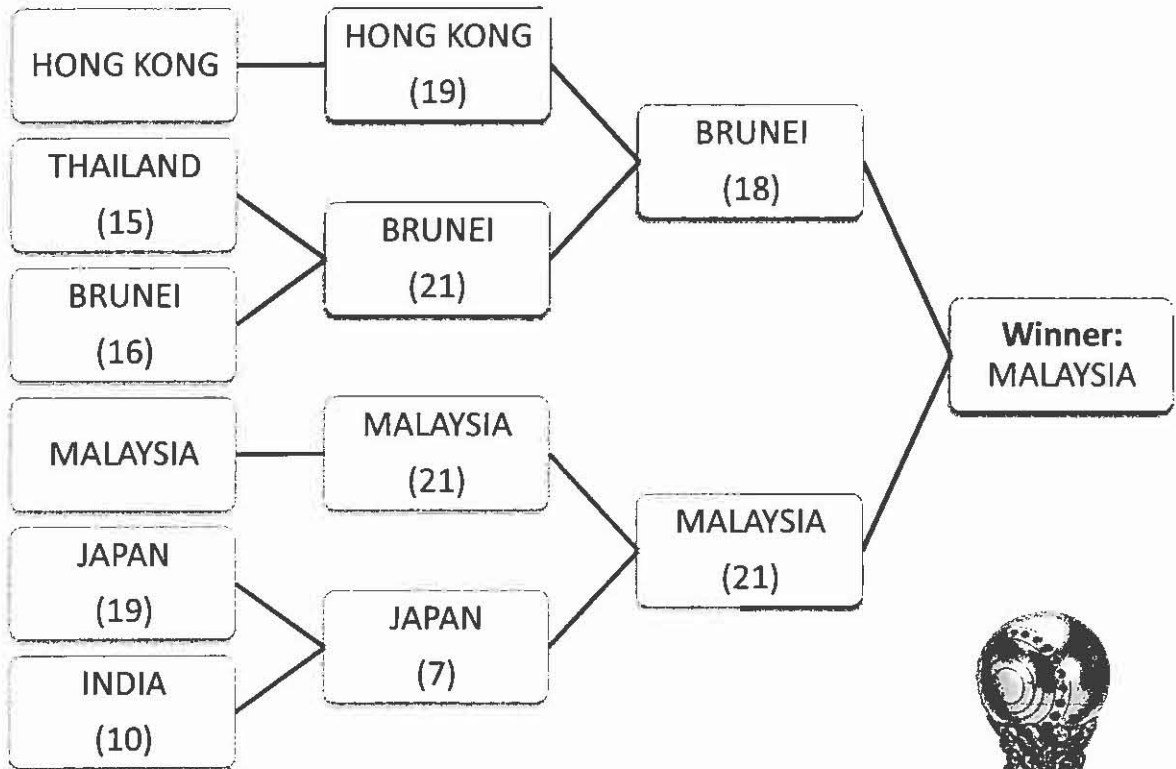 HONG KONG
THAILAND
(15)
BRUNEI
(16)
MALAYSIA
JAPAN
(19)
INDIA
(10)
HONG KONG
(19)
BRUNEI
(21)
MALAYSIA
(21)
JAPAN
(7)
BRUNEI
(18)
MALAYSIA
(21)
Winner:
MALAYSIA